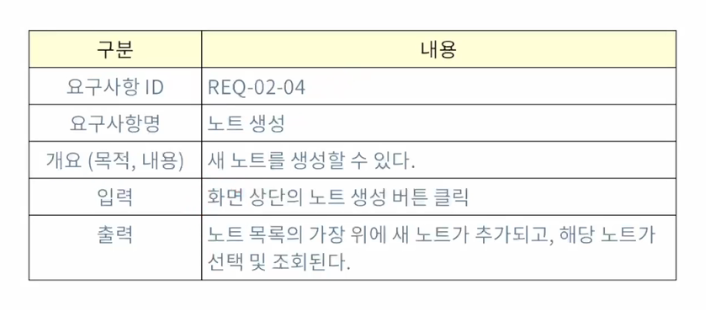 구분 내용
요구사항 ID REQ-02-04
요구사항명 노트 생성
개요 (목적, 내용) 새 노트를 생성할 수 있다.
입력 화면 상단의 노트 생성 버튼 클릭
출력 노트 목록의 가장 위에 새 노트가 추가되고, 해당 노트가
선택 및 조회된다.